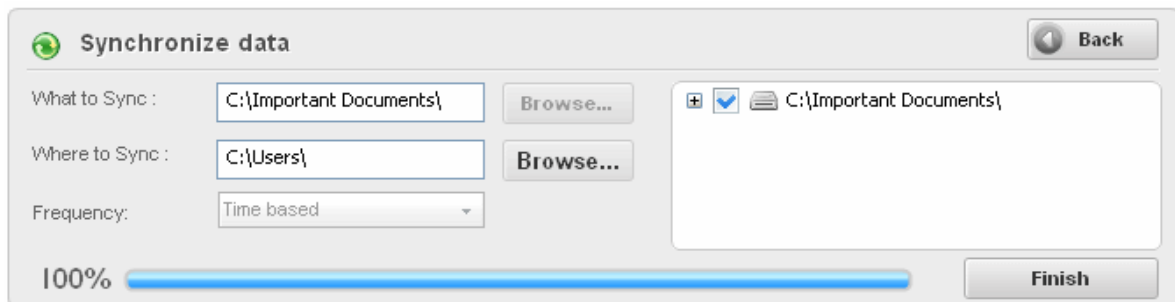 Synchronize data
Back
What to Sync :
C:\Important Documents\
Browse...
C:\Important Documents\
Where to Sync :
C:\Users\
Browse...
Frequency:
Time based
100%
Finish